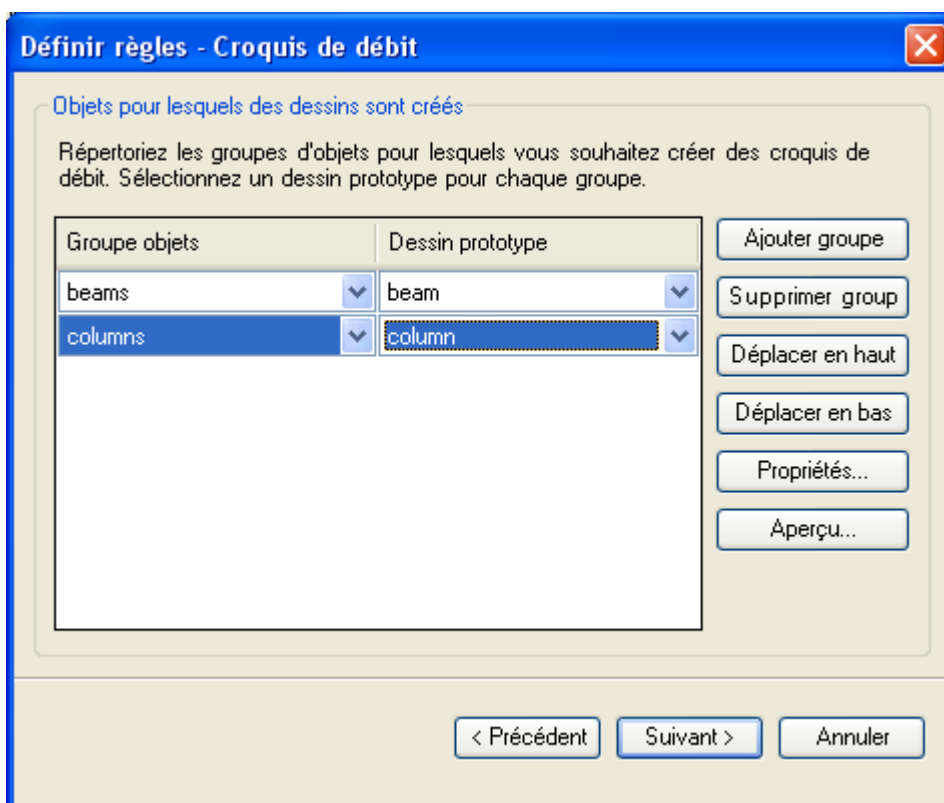 Définir règles - Croquis de débit
Objets pour lesquels des dessins sont créés
Répertoriez les groupes d'objets pour lesquels vous souhaitez créer des croquis de
débit. Sélectionnez un dessin prototype pour chaque groupe.
Groupe objets Dessin prototype
beams beam
columns column
Ajouter groupe
Supprimer group
Déplacer en haut
Déplacer en bas
Propriétés...
Aperçu...
< Précédent Suivant > Annuler